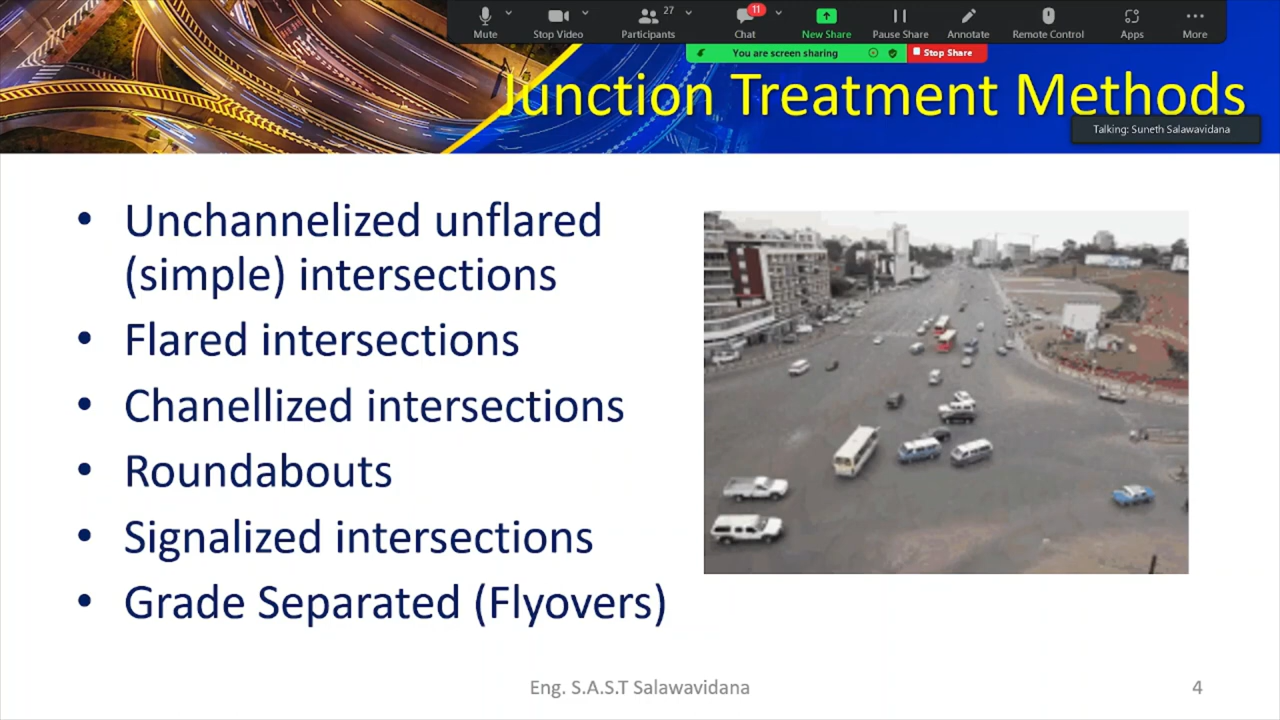 27
11
Mute
Stop Video
Participants
Chat
New Share
Pause Share
Annotate
Remote Control
Apps
More
You are screen sharing
Stop Share
Junction Treatment Methods
Talking: Suneth Salawavidana
• Unchannelized unflared
(simple) intersections
• Flared intersections
• Chanellized intersections
• Roundabouts
• Signalized intersections
• Grade Separated (Flyovers)
Eng. S.A.S.T Salawavidana
4